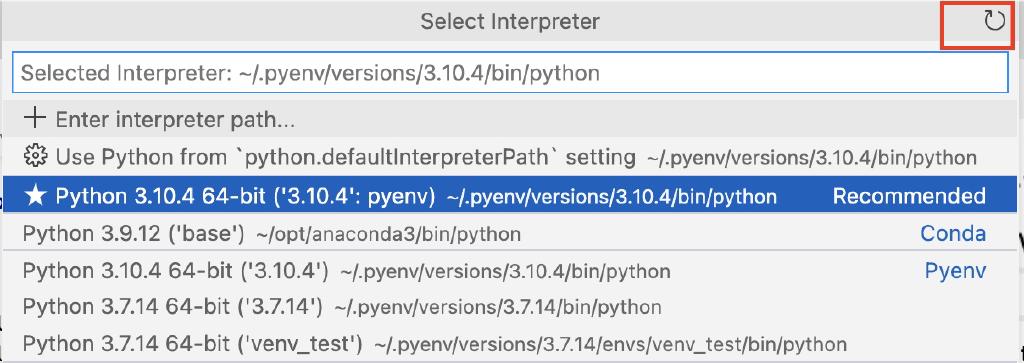 Select Interpreter
Selected Interpreter: ~/.pyenv/versions/3.10.4/bin/python
Enter interpreter path...
Use Python from `python.defaultInterpreterPath` setting ~/.pyenv/versions/3.10.4/bin/python
Python 3.10.4 64-bit ('3.10.4': pyenv) ~/.pyenv/versions/3.10.4/bin/python Recommended
Python 3.9.12 ('base') ~/opt/anaconda3/bin/python Conda
Python 3.10.4 64-bit ('3.10.4') ~/.pyenv/versions/3.10.4/bin/python Pyenv
Python 3.7.14 64-bit ('3.7.14') ~/.pyenv/versions/3.7.14/bin/python
Python 3.7.14 64-bit ('venv_test') ~/.pyenv/versions/3.7.14/envs/venv_test/bin/python